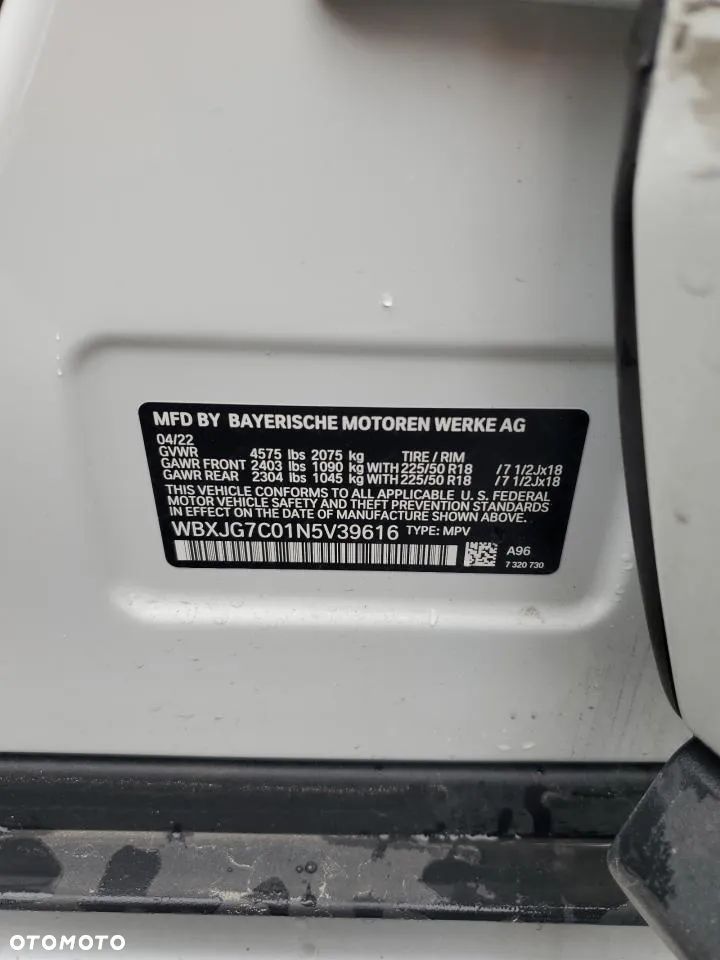 MFD BY BAYERISCHE MOTOREN WERKE AG
04/22
GVWR 4575 lbs 2075 kg TIRE / RIM
GAWR FRONT 2403 lbs 1090 kg WITH 225/50 R18 /7 1/2Jx18
GAWR REAR 2304 lbs 1045 kg WITH 225/50 R18 /7 1/2Jx18
THIS VEHICLE CONFORMS TO ALL APPLICABLE U. S. FEDERAL
MOTOR VEHICLE SAFETY AND THEFT PREVENTION STANDARDS
IN EFFECT ON THE DATE OF MANUFACTURE SHOWN ABOVE.
WBXJG7C01N5V39616 TYPE: MPV
A96
7 320 730
OTOMOTO